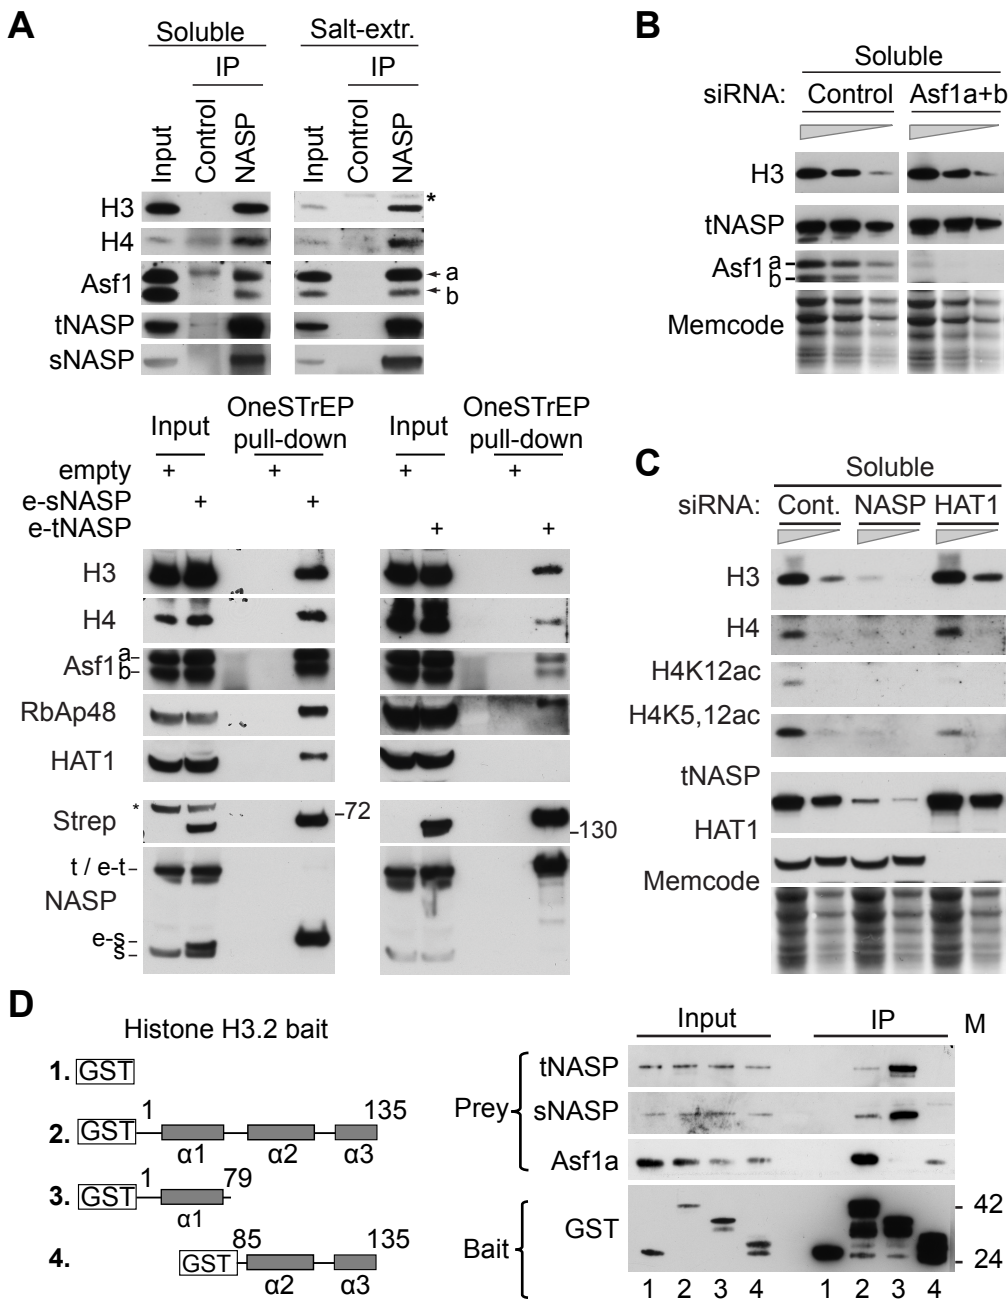 A
Soluble
Salt-extr.
IP
IP
Input
Control
NASP
Input
Control
NASP
H3
*
H4
Asf1
a
b
tNASP
sNASP
B
Soluble
siRNA: Control Asf1a+b
H3
tNASP
Asf1 a
b
Memcode
Input
OneSTrEP
pull-down
Input
OneSTrEP
pull-down
empty + + + +
e-sNASP + +
e-tNASP + +
H3
H4
Asf1 a
b
RbAp48
HAT1
*
Strep
72
130
t / e-t
NASP
e-s
s
C
Soluble
siRNA: Cont. NASP HAT1
H3
H4
H4K12ac
H4K5,12ac
tNASP
HAT1
Memcode
D
Histone H3.2 bait
1. GST
2. GST 1 135
α1 α2 α3
3. GST 1 79
α1
4. GST 85 135
α2 α3
Input
IP
M
Prey
tNASP
sNASP
Asf1a
Bait
GST
42
24
1 2 3 4 1 2 3 4